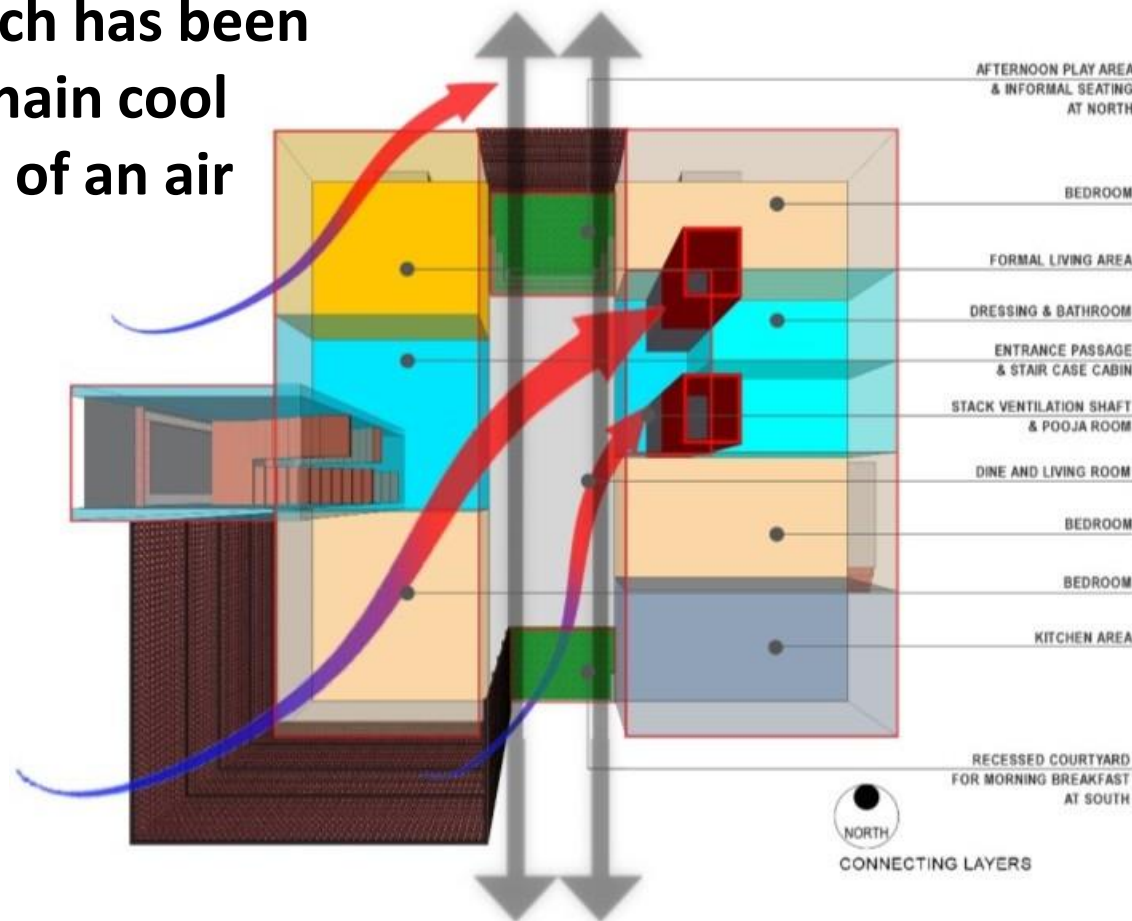 ch has been
nain cool
of an air
AFTERNOON PLAY AREA
& INFORMAL SEATING
AT NORTH
BEDROOM
FORMAL LIVING AREA
DRESSING & BATHROOM
ENTRANCE PASSAGE
& STAIR CASE CABIN
STACK VENTILATION SHAFT
& POOJA ROOM
DINE AND LIVING ROOM
BEDROOM
BEDROOM
KITCHEN AREA
RECESSED COURTYARD
FOR MORNING BREAKFAST
AT SOUTH
NORTH
CONNECTING LAYERS